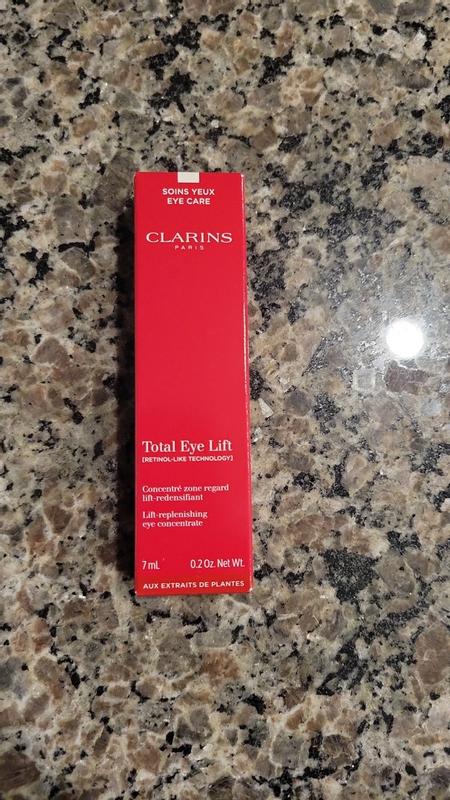 SOINS YEUX
EYE CARE
CLARINS
PARIS
Total Eye Lift
[RETINOL-LIKE TECHNOLOGY]
Concentré zone regard
lift-redensifiant
Lift-replenishing
eye concentrate
7 mL 0.2 Oz. Net Wt.
AUX EXTRAITS DE PLANTES